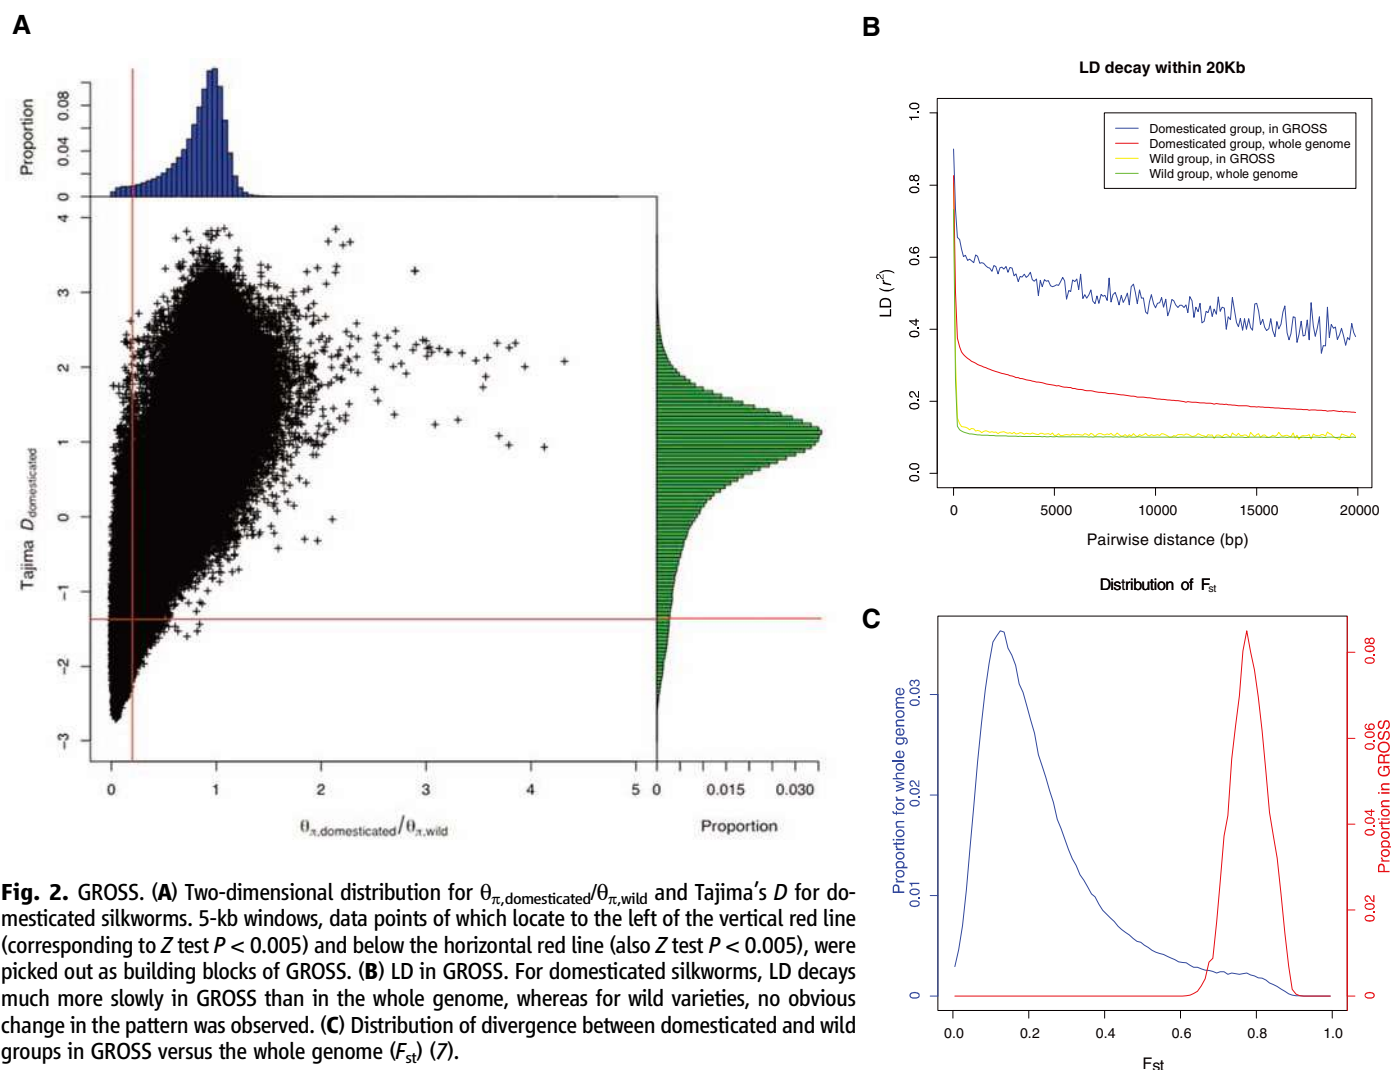 A
Proportion
0 0.04 0.08
Tajima D domesticated
4
3
2
1
0
−1
−2
−3
0 1 2 3 4 5
θπ,domesticated/θπ,wild
0 0.015 0.030
Proportion
B
LD decay within 20Kb
Domesticated group, in GROSS
Domesticated group, whole genome
Wild group, in GROSS
Wild group, whole genome
LD (r²)
1.0
0.8
0.6
0.4
0.2
0.0
0 5000 10000 15000 20000
Pairwise distance (bp)
C
Distribution of Fst
Proportion for whole genome
0 0.01 0.02 0.03
Proportion in GROSS
0 0.02 0.04 0.06 0.08
0.0 0.2 0.4 0.6 0.8 1.0
Fst
Fig. 2. GROSS. (A) Two-dimensional distribution for θπ,domesticated/θπ,wild and Tajima's D for do-
mesticated silkworms. 5-kb windows, data points of which locate to the left of the vertical red line
(corresponding to Z test P < 0.005) and below the horizontal red line (also Z test P < 0.005), were
picked out as building blocks of GROSS. (B) LD in GROSS. For domesticated silkworms, LD decays
much more slowly in GROSS than in the whole genome, whereas for wild varieties, no obvious
change in the pattern was observed. (C) Distribution of divergence between domesticated and wild
groups in GROSS versus the whole genome (Fst) (7).